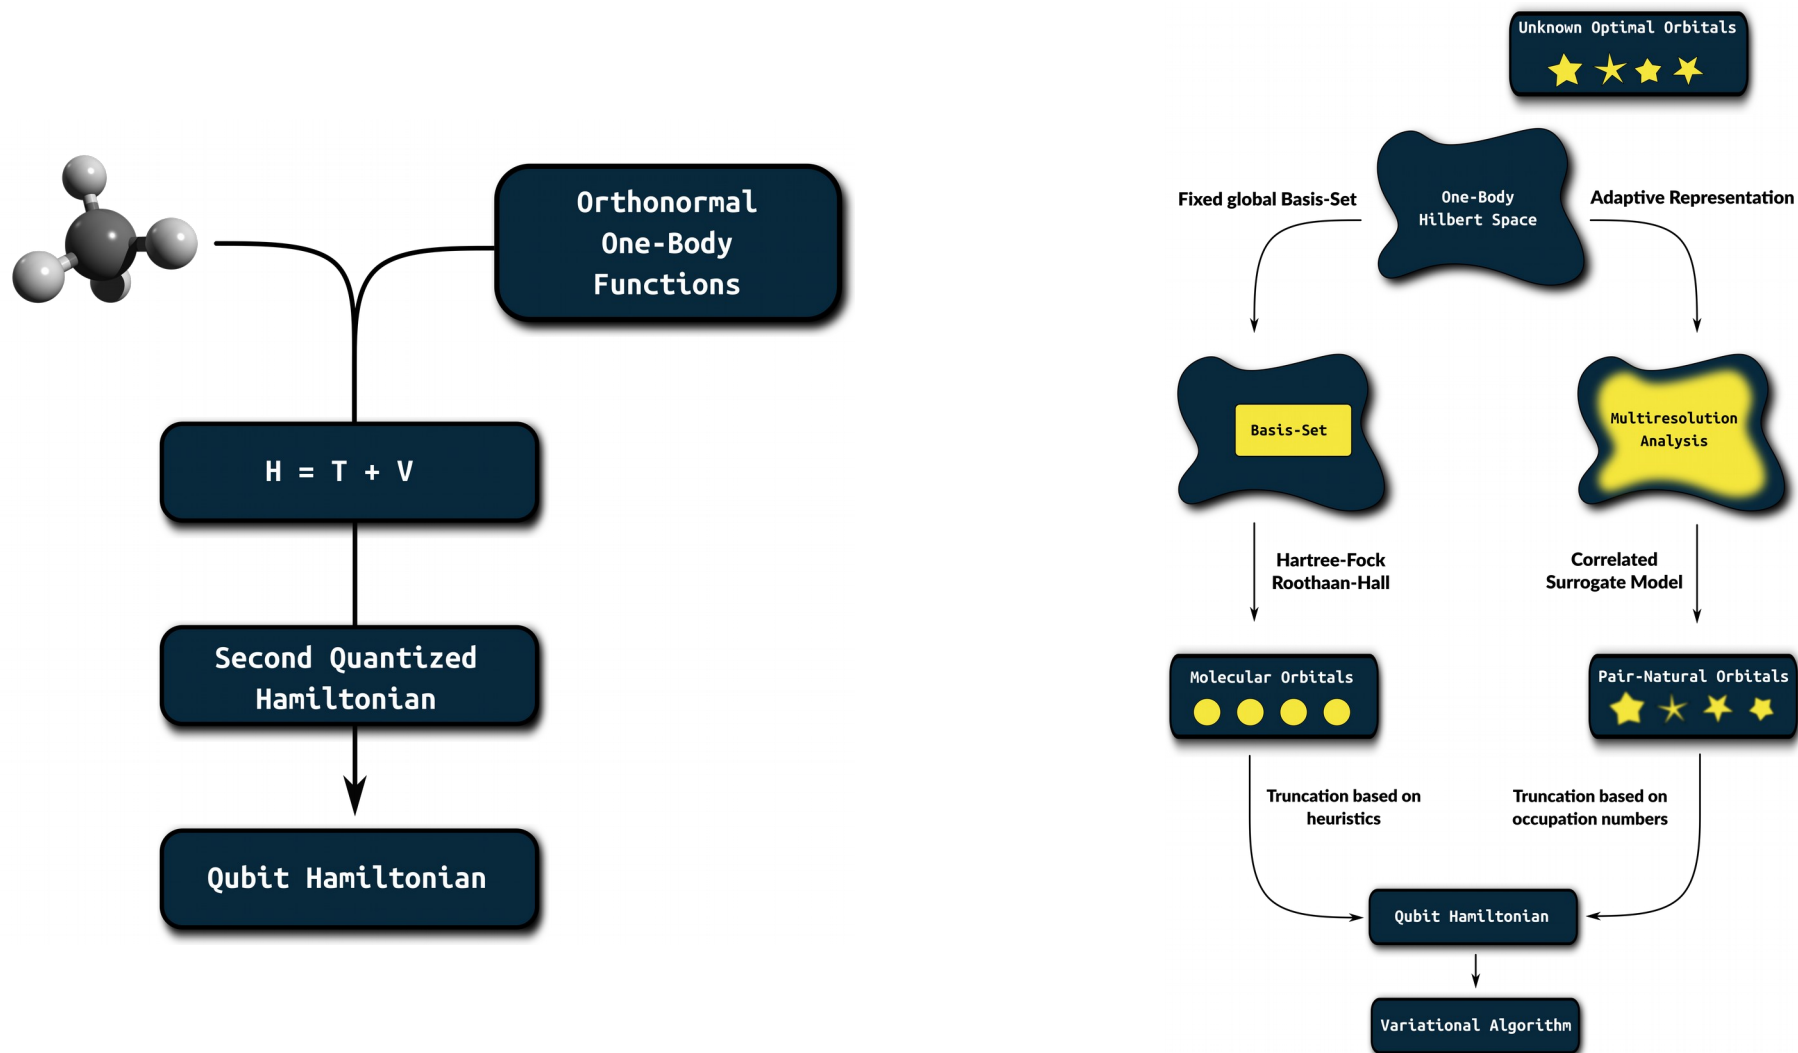 Orthonormal
One-Body
Functions
H = T + V
Second Quantized
Hamiltonian
Qubit Hamiltonian
Unknown Optimal Orbitals
One-Body
Hilbert Space
Fixed global Basis-Set
Adaptive Representation
Basis-Set
Multiresolution
Analysis
Hartree-Fock
Roothaan-Hall
Correlated
Surrogate Model
Molecular Orbitals
Pair-Natural Orbitals
Truncation based on
heuristics
Truncation based on
occupation numbers
Qubit Hamiltonian
Variational Algorithm